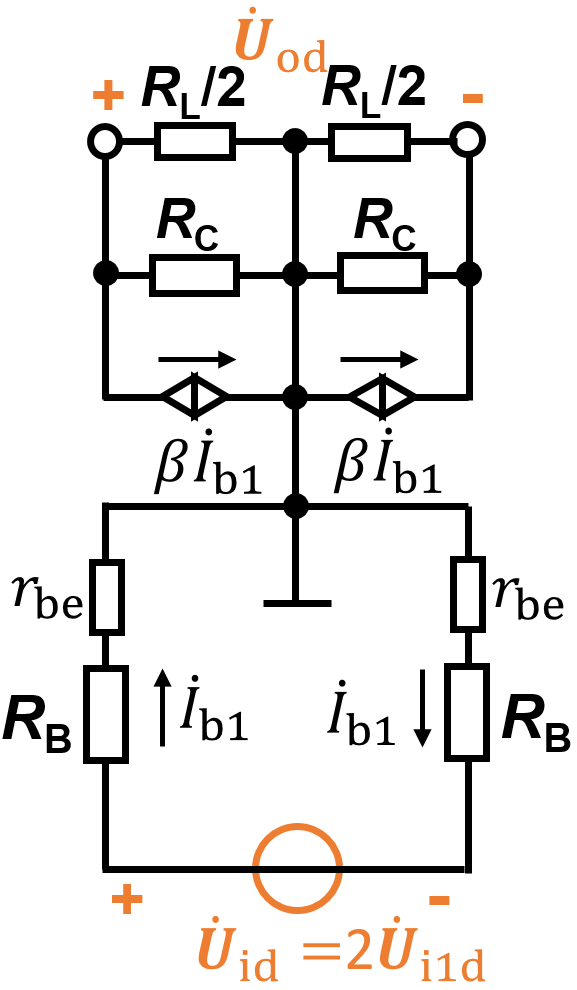 U̇od
+ RL/2 RL/2 -
RC RC
βİb1 βİb1
rbe rbe
RB İb1 İb1 RB
+ -
U̇id =2U̇i1d